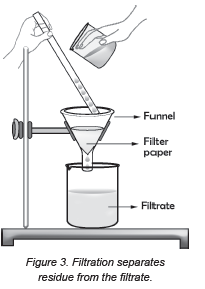 Funnel
Filter
paper
Filtrate
Figure 3. Filtration separates
residue from the filtrate.